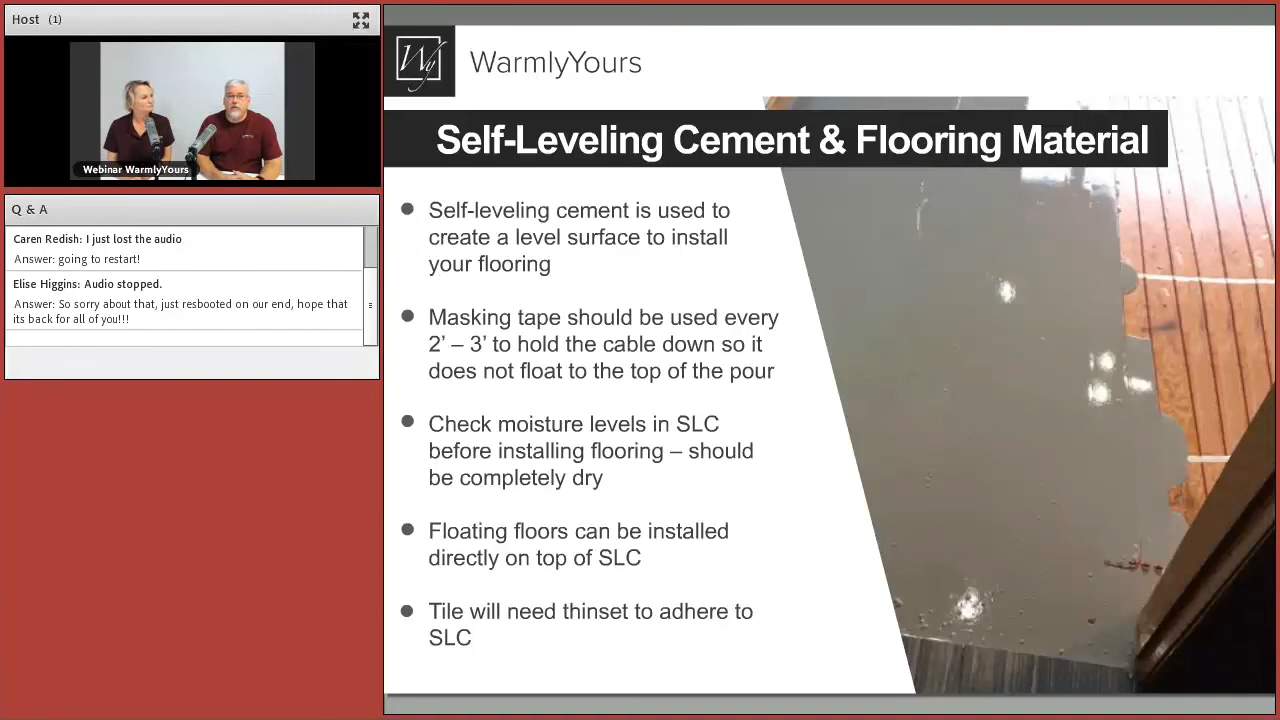 Host (1)
Webinar WarmlyYours
Q & A
Caren Redish: I just lost the audio
Answer: going to restart!
Elise Higgins: Audio stopped.
Answer: So sorry about that, just resbooted on our end, hope that
its back for all of you!!!
Wy
WarmlyYours
Self-Leveling Cement & Flooring Material
● Self-leveling cement is used to
create a level surface to install
your flooring
● Masking tape should be used every
2’ – 3’ to hold the cable down so it
does not float to the top of the pour
● Check moisture levels in SLC
before installing flooring – should
be completely dry
● Floating floors can be installed
directly on top of SLC
● Tile will need thinset to adhere to
SLC